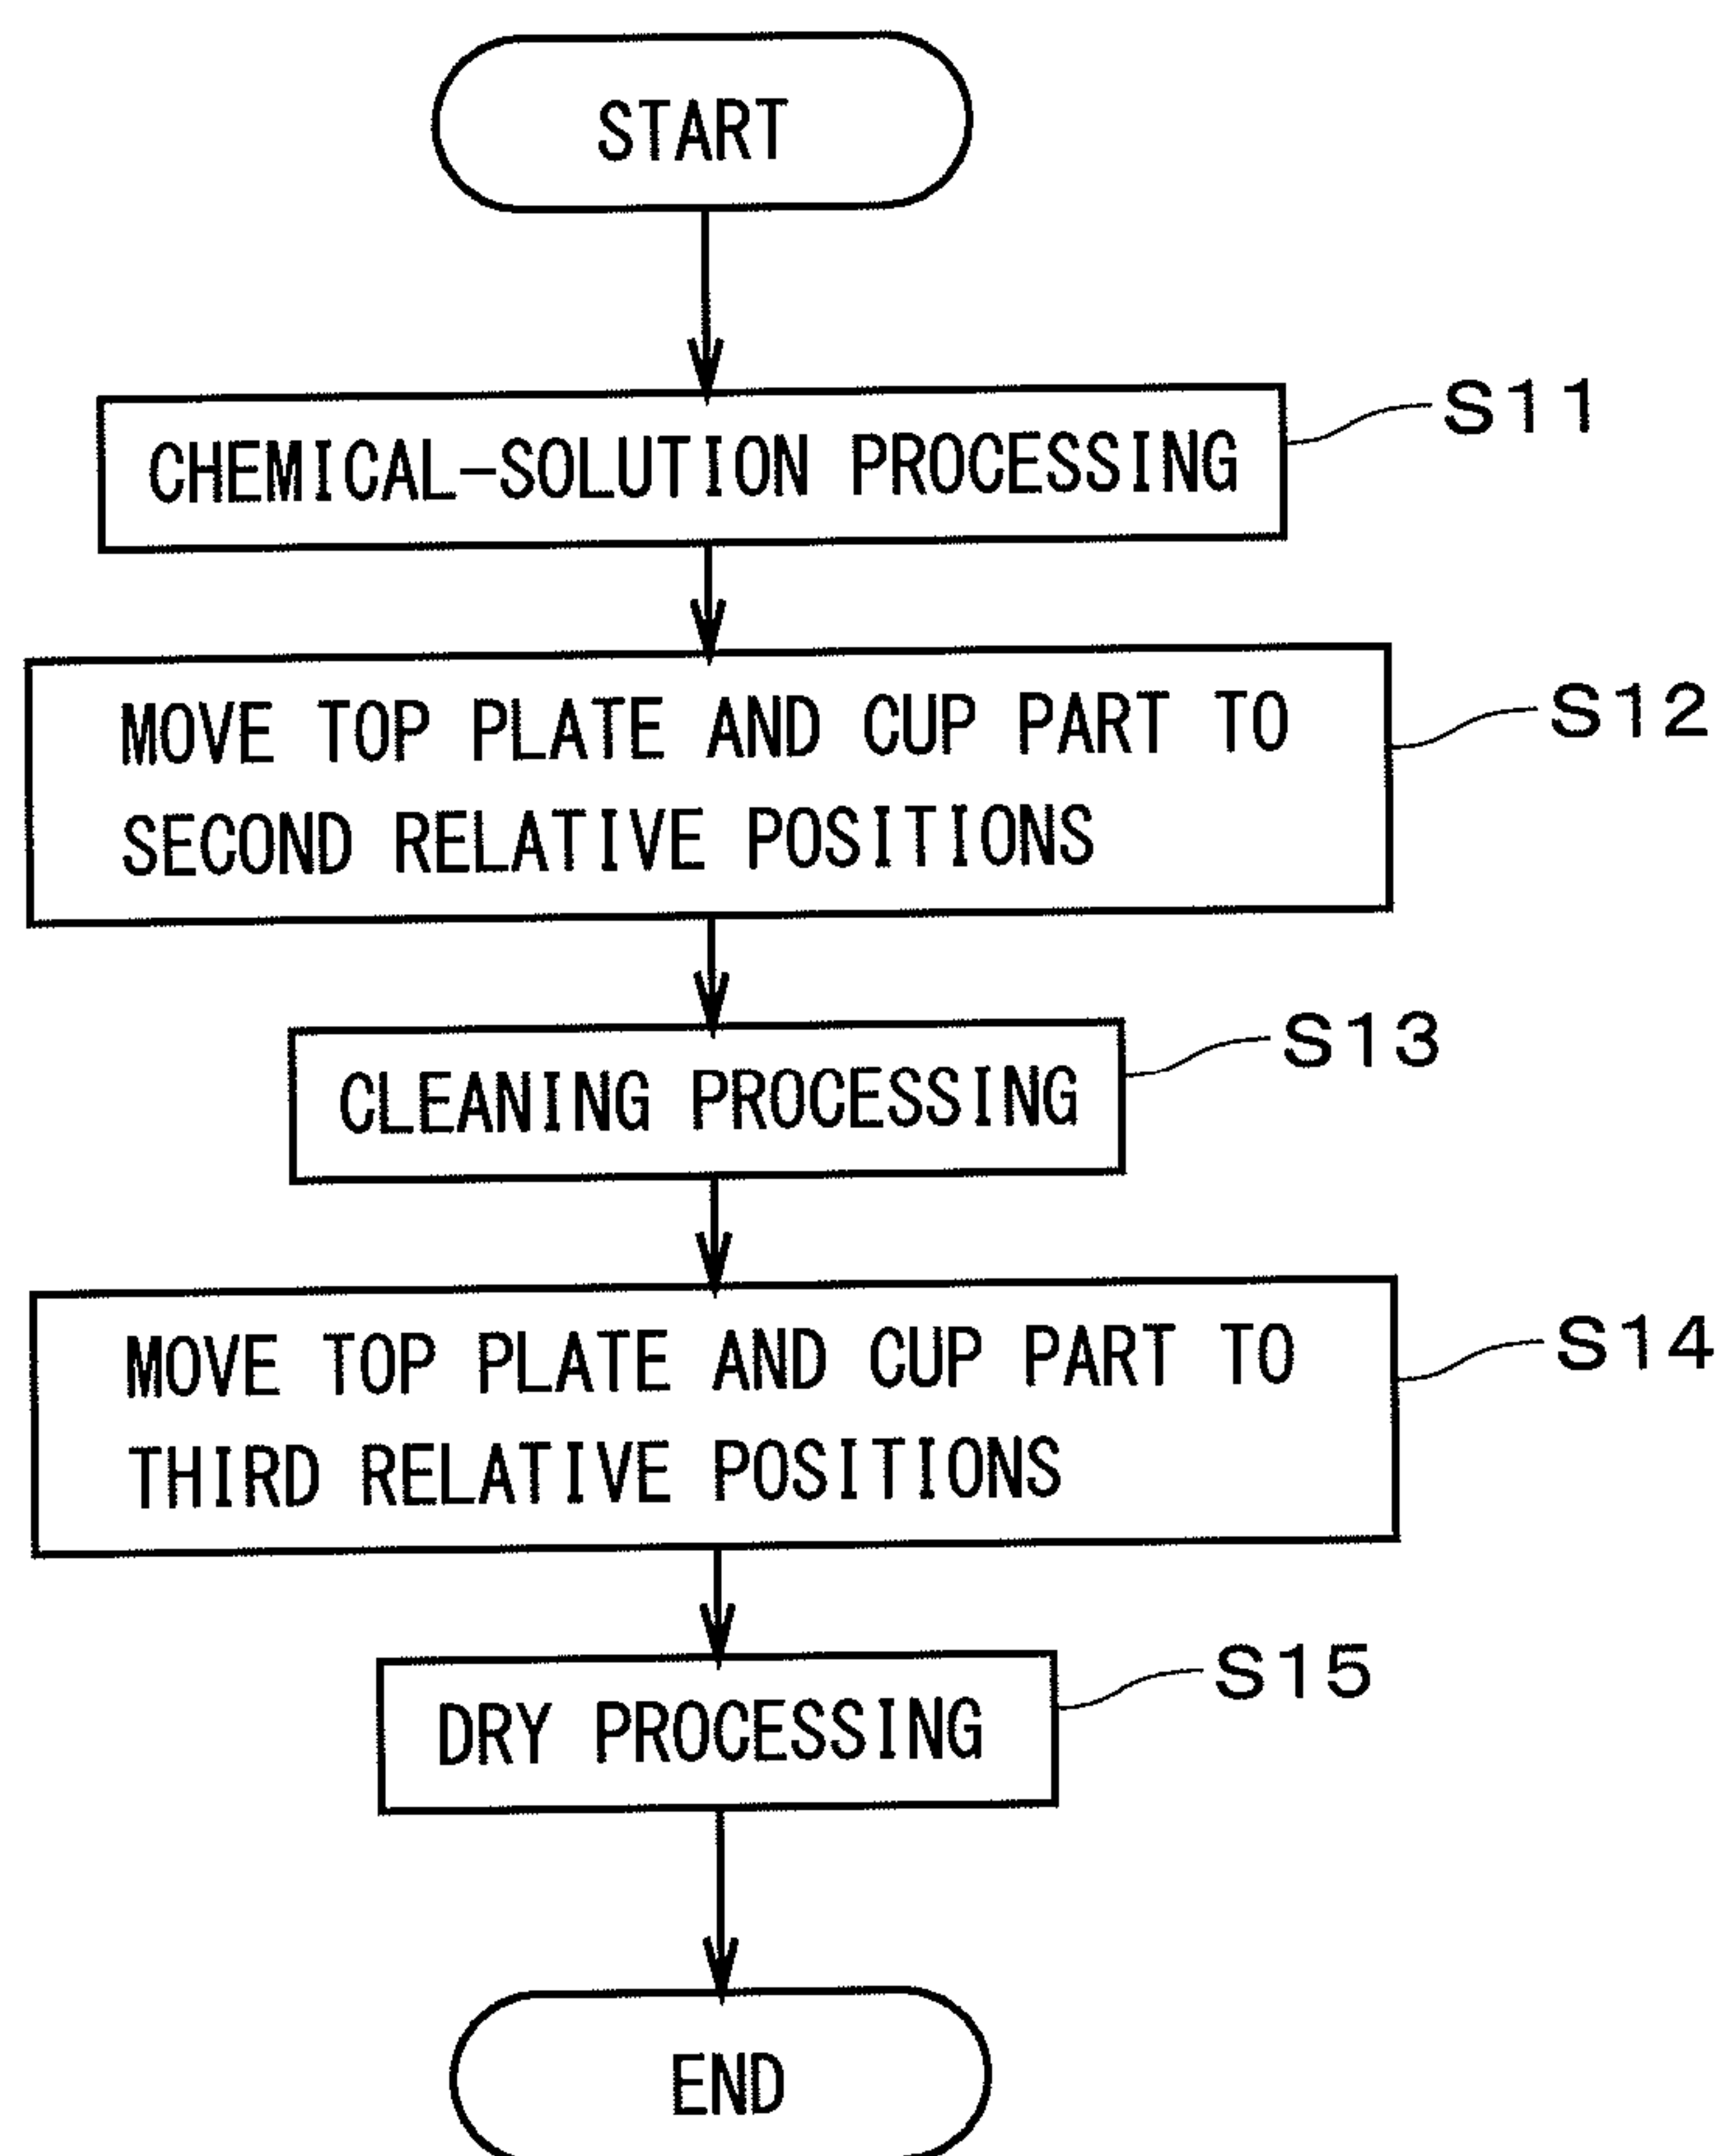 START
CHEMICAL-SOLUTION PROCESSING
S11
MOVE TOP PLATE AND CUP PART TO
SECOND RELATIVE POSITIONS
S12
CLEANING PROCESSING
S13
MOVE TOP PLATE AND CUP PART TO
THIRD RELATIVE POSITIONS
S14
DRY PROCESSING
S15
END